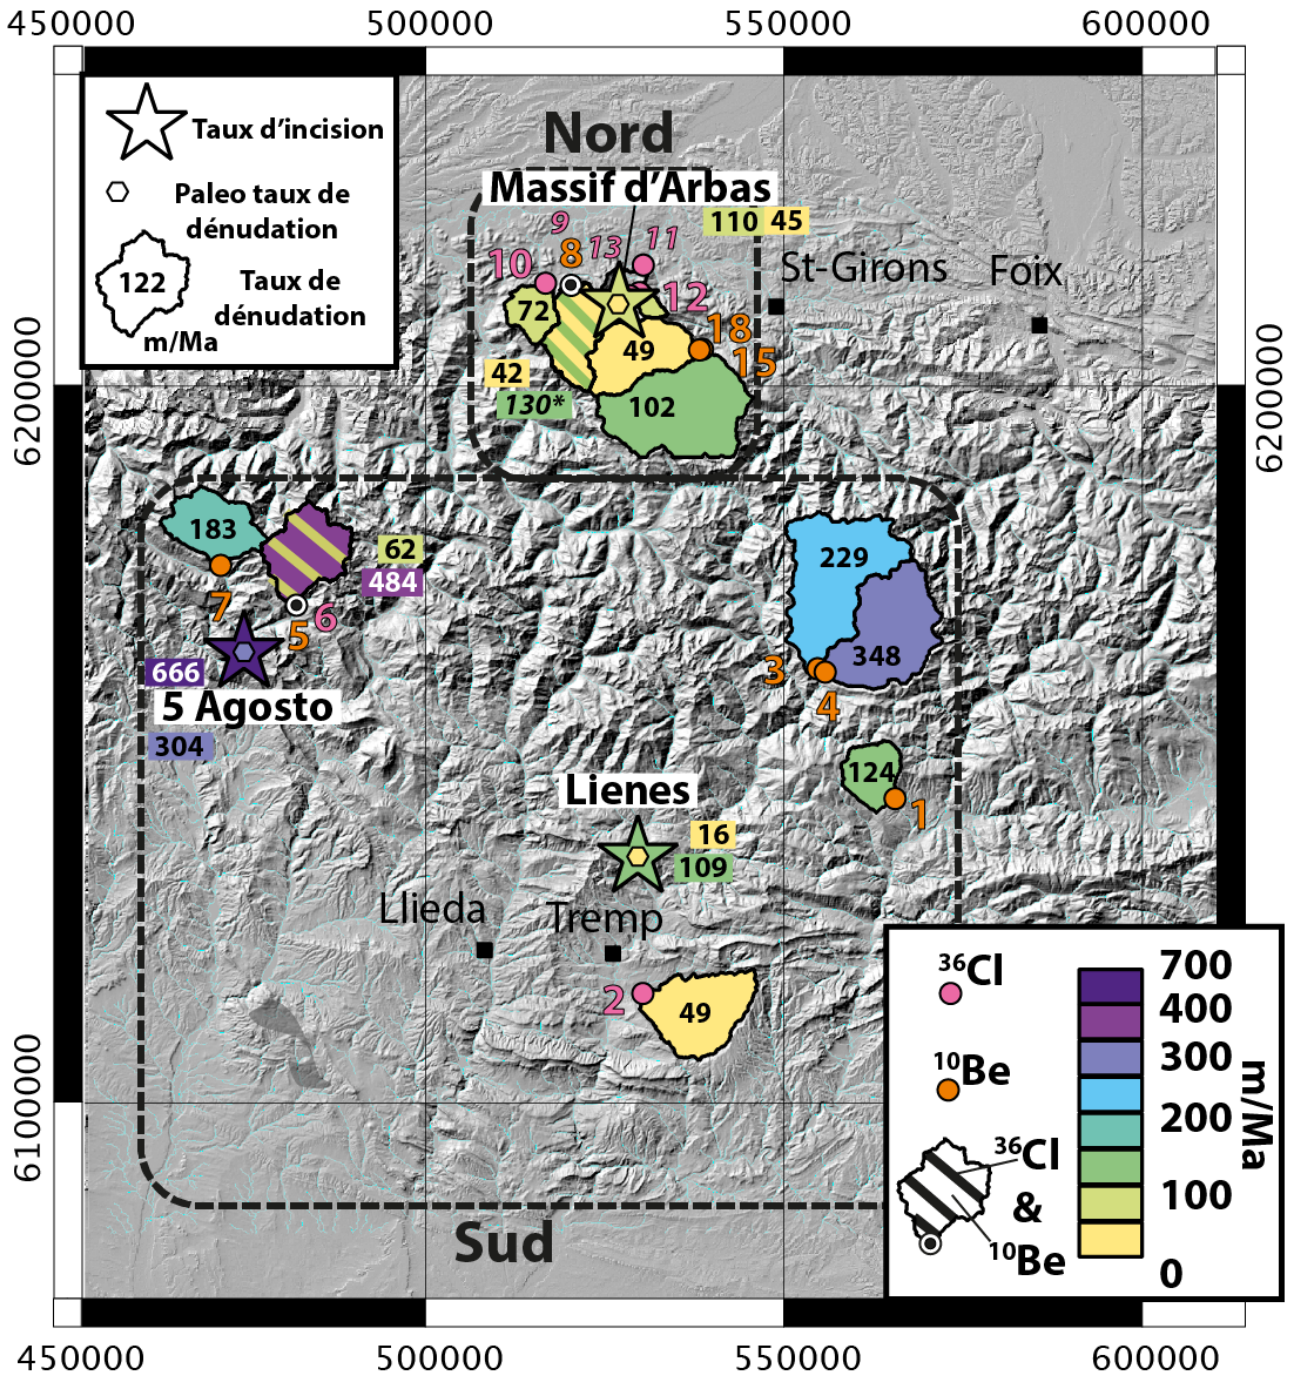 450000 500000 550000 600000
Taux d'incision
Paleo taux de
dénudation
122
Taux de
dénudation
m/Ma
Nord
Massif d'Arbas
110 45
9
8
13
11
10
12
St-Girons
Foix
72
18
49
15
42
130*
102
6200000
6200000
183
62
484
7
5
6
666
5 Agosto
304
229
348
3
4
124
1
Lienes
16
109
Llieda
Tremp
2
49
6100000
Sud
36Cl
10Be
36Cl
&
10Be
700
400
300
200
100
0
m/Ma
450000 500000 550000 600000